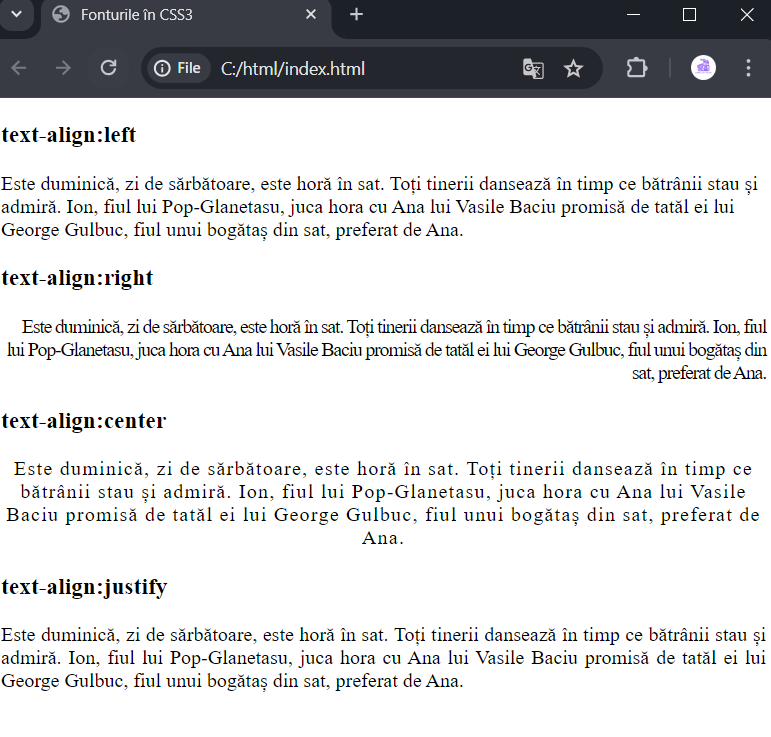 Fonturile în CSS3
File
C:/html/index.html
text-align:left
Este duminică, zi de sărbătoare, este horă în sat. Toți tinerii dansează în timp ce bătrânii stau și
admiră. Ion, fiul lui Pop-Glanetasu, juca hora cu Ana lui Vasile Baciu promisă de tatăl ei lui
George Gulbuc, fiul unui bogătaș din sat, preferat de Ana.
text-align:right
Este duminică, zi de sărbătoare, este horă în sat. Toți tinerii dansează în timp ce bătrânii stau și admiră. Ion, fiul
lui Pop-Glanetasu, juca hora cu Ana lui Vasile Baciu promisă de tatăl ei lui George Gulbuc, fiul unui bogătaș din
sat, preferat de Ana.
text-align:center
Este duminică, zi de sărbătoare, este horă în sat. Toți tinerii dansează în timp ce
bătrânii stau și admiră. Ion, fiul lui Pop-Glanetasu, juca hora cu Ana lui Vasile
Baciu promisă de tatăl ei lui George Gulbuc, fiul unui bogătaș din sat, preferat de
Ana.
text-align:justify
Este duminică, zi de sărbătoare, este horă în sat. Toți tinerii dansează în timp ce bătrânii stau și
admiră. Ion, fiul lui Pop-Glanetasu, juca hora cu Ana lui Vasile Baciu promisă de tatăl ei lui
George Gulbuc, fiul unui bogătaș din sat, preferat de Ana.